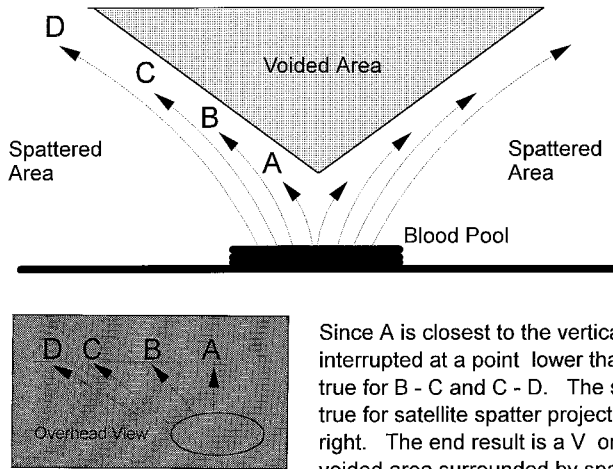 D
C
Voided Area
B
A
Spattered
Area
Spattered
Area
Blood Pool
D C B A
Overhead View
Since A is closest to the vertica
interrupted at a point lower tha
true for B - C and C - D. The s
true for satellite spatter project
right. The end result is a V or
voided area surrounded by spa